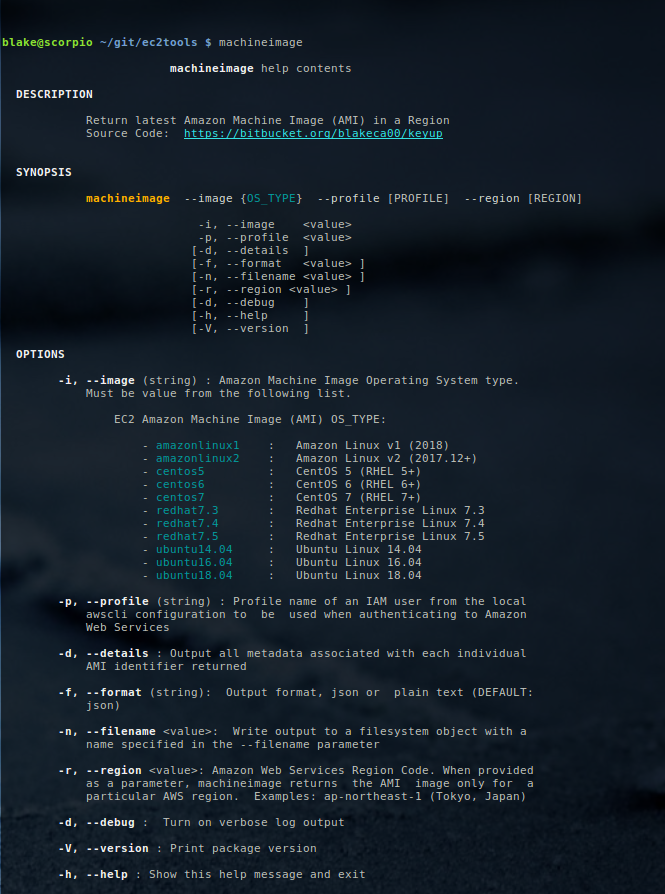 blake@scorpio ~/git/ec2tools $ machineimage
machineimage help contents
DESCRIPTION
Return latest Amazon Machine Image (AMI) in a Region
Source Code:  https://bitbucket.org/blakeca00/keyup
SYNOPSIS
machineimage  --image {OS_TYPE}  --profile [PROFILE]  --region [REGION]
-i, --image    <value>
-p, --profile  <value>
[-d, --details  ]
[-f, --format   <value> ]
[-n, --filename <value> ]
[-r, --region <value> ]
[-d, --debug    ]
[-h, --help     ]
[-V, --version  ]
OPTIONS
-i, --image (string) : Amazon Machine Image Operating System type.
Must be value from the following list.
EC2 Amazon Machine Image (AMI) OS_TYPE:
- amazonlinux1    :   Amazon Linux v1 (2018)
- amazonlinux2    :   Amazon Linux v2 (2017.12+)
- centos5         :   CentOS 5 (RHEL 5+)
- centos6         :   CentOS 6 (RHEL 6+)
- centos7         :   CentOS 7 (RHEL 7+)
- redhat7.3       :   Redhat Enterprise Linux 7.3
- redhat7.4       :   Redhat Enterprise Linux 7.4
- redhat7.5       :   Redhat Enterprise Linux 7.5
- ubuntu14.04     :   Ubuntu Linux 14.04
- ubuntu16.04     :   Ubuntu Linux 16.04
- ubuntu18.04     :   Ubuntu Linux 18.04
-p, --profile (string) : Profile name of an IAM user from the local
awscli configuration to  be  used when authenticating to Amazon
Web Services
-d, --details : Output all metadata associated with each individual
AMI identifier returned
-f, --format (string):  Output format, json or  plain text (DEFAULT:
json)
-n, --filename <value>:  Write output to a filesystem object with a
name specified in the --filename parameter
-r, --region <value>: Amazon Web Services Region Code. When provided
as a parameter, machineimage returns  the AMI  image only for  a
particular AWS region.  Examples: ap-northeast-1 (Tokyo, Japan)
-d, --debug :  Turn on verbose log output
-V, --version : Print package version
-h, --help : Show this help message and exit